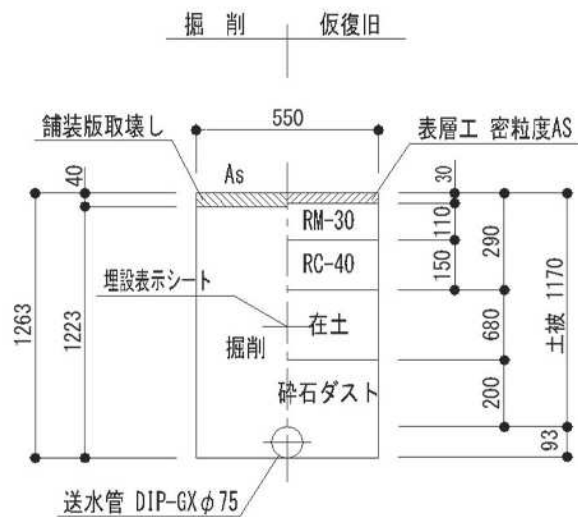 掘 削 仮復旧
550
舗装版取壊し
表層工 密粒度AS
As
40
30
RM-30
110
290
RC-40
150
埋設表示シート
在土
掘削
680
土被 1170
1263
1223
砕石ダスト
200
93
送水管 DIP-GXφ75